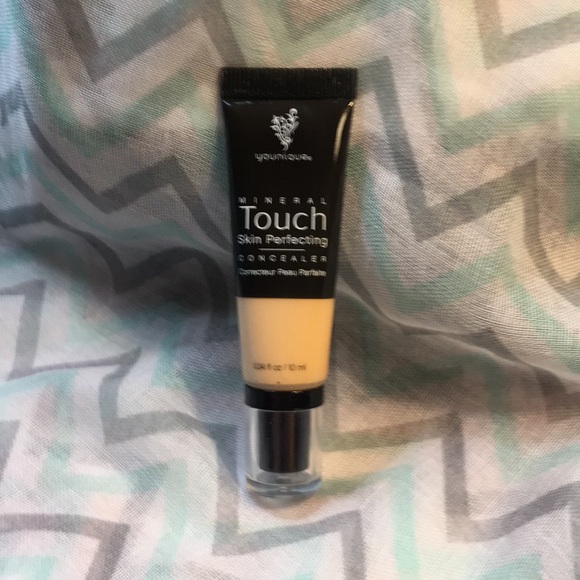 younique
MINERAL
Touch
Skin Perfecting
CONCEALER
Correcteur Peau Parfaite
0.34 fl oz / 10 ml